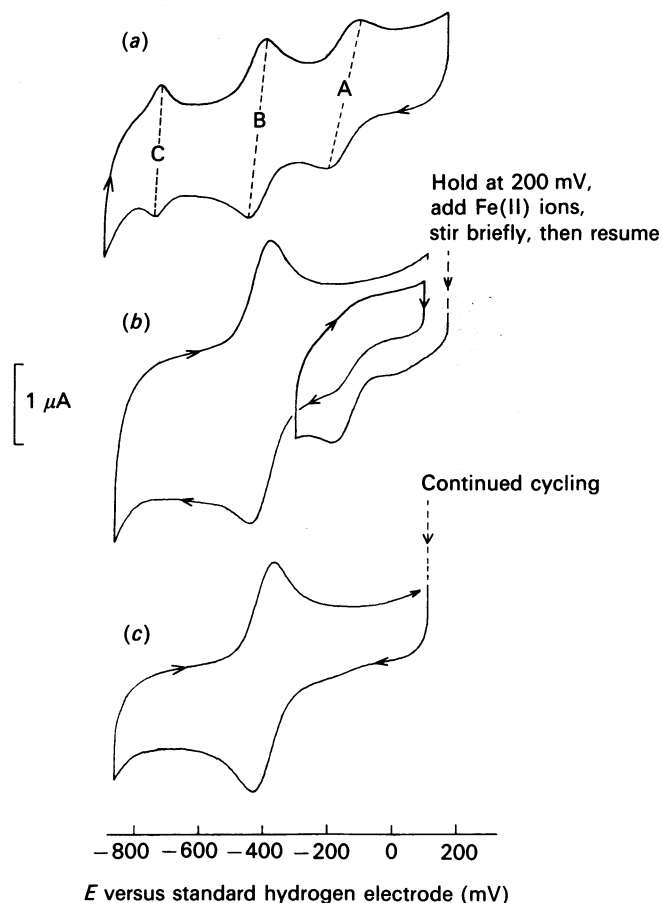 (a)
A
B
C
Hold at 200 mV,
add Fe(II) ions,
stir briefly, then resume
(b)
1 μA
Continued cycling
(c)
−800 −600 −400 −200 0 200
E versus standard hydrogen electrode (mV)